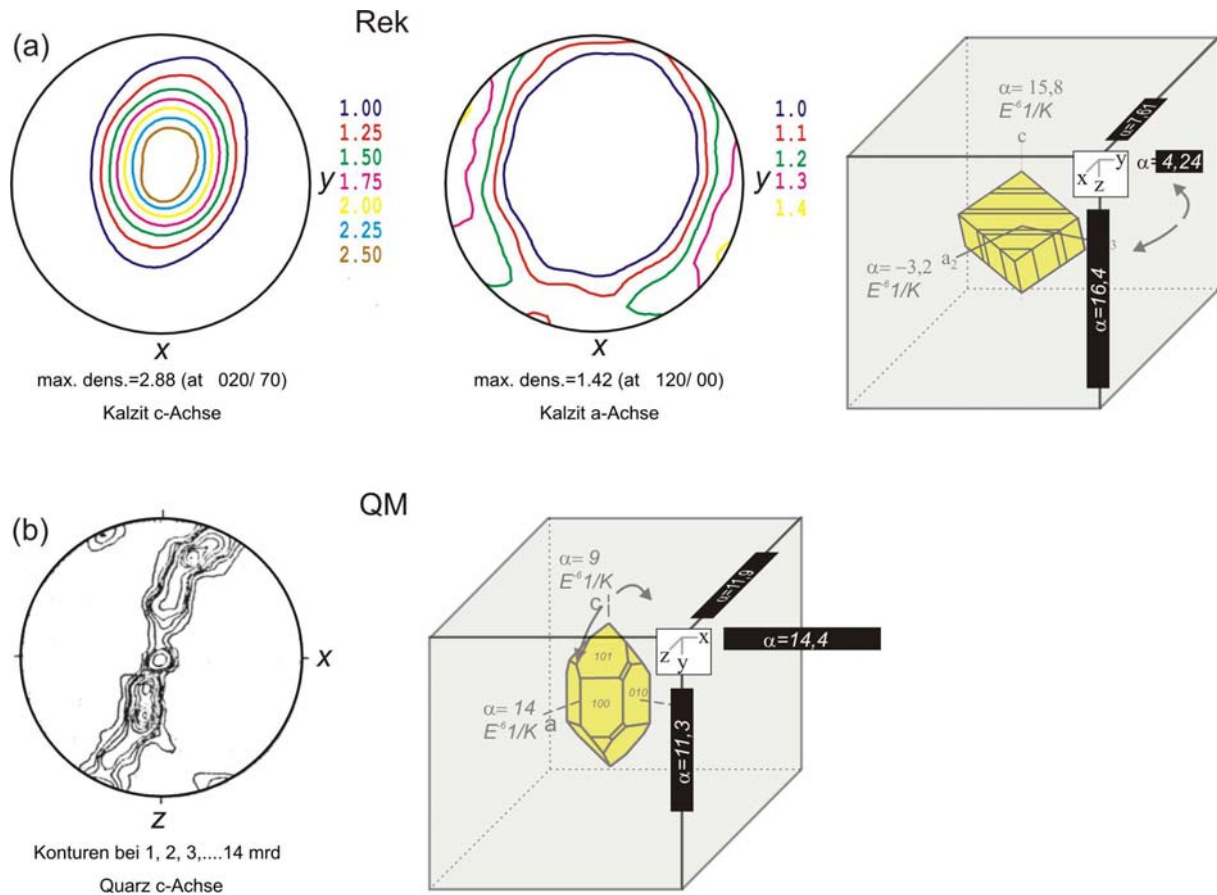 Rek
(a)
1.00
1.25
1.50
1.75
2.00
2.25
2.50
y
x
max. dens.=2.88 (at 020/ 70)
Kalzit c-Achse
1.0
1.1
1.2
1.3
1.4
y
x
max. dens.=1.42 (at 120/ 00)
Kalzit a-Achse
α= 15,8
E⁻⁶ 1/K
c
α=7,61
x y
z
α=4,24
a₂
3
α= −3,2
E⁻⁶1/K
α=16,4
QM
(b)
x
z
Konturen bei 1, 2, 3,....14 mrd
Quarz c-Achse
α= 9
E⁻⁶1/K
c
101
100
010
α= 14
E⁻⁶1/K
a
α=11,9
z x
y
α=14,4
α=11,3